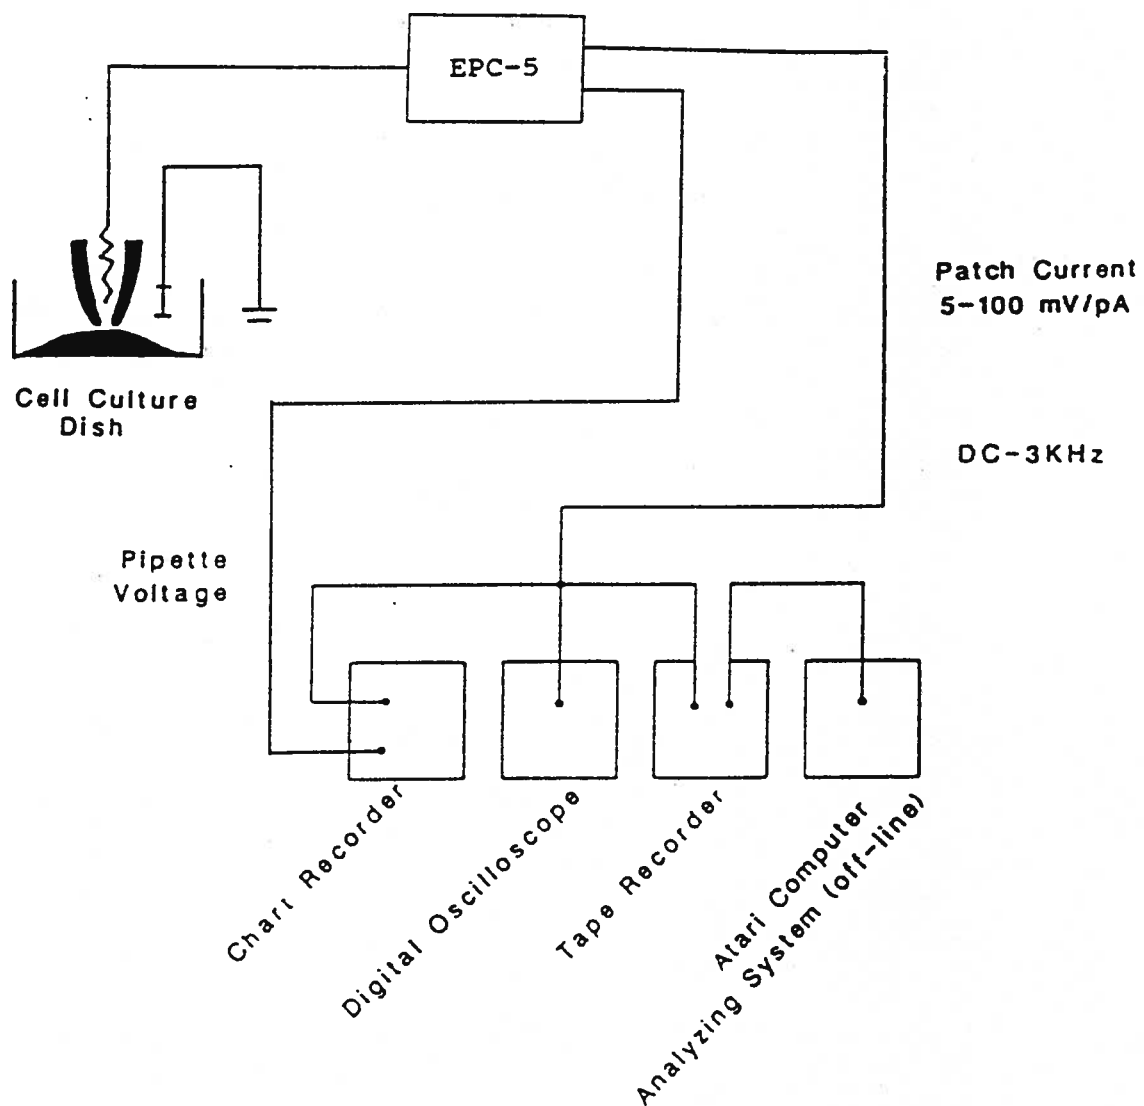 EPC-5
Patch Current
5-100 mV/pA
Cell Culture
Dish
DC-3KHz
Pipette
Voltage
Chart Recorder
Digital Oscilloscope
Tape Recorder
Atari Computer
Analyzing System (off-line)